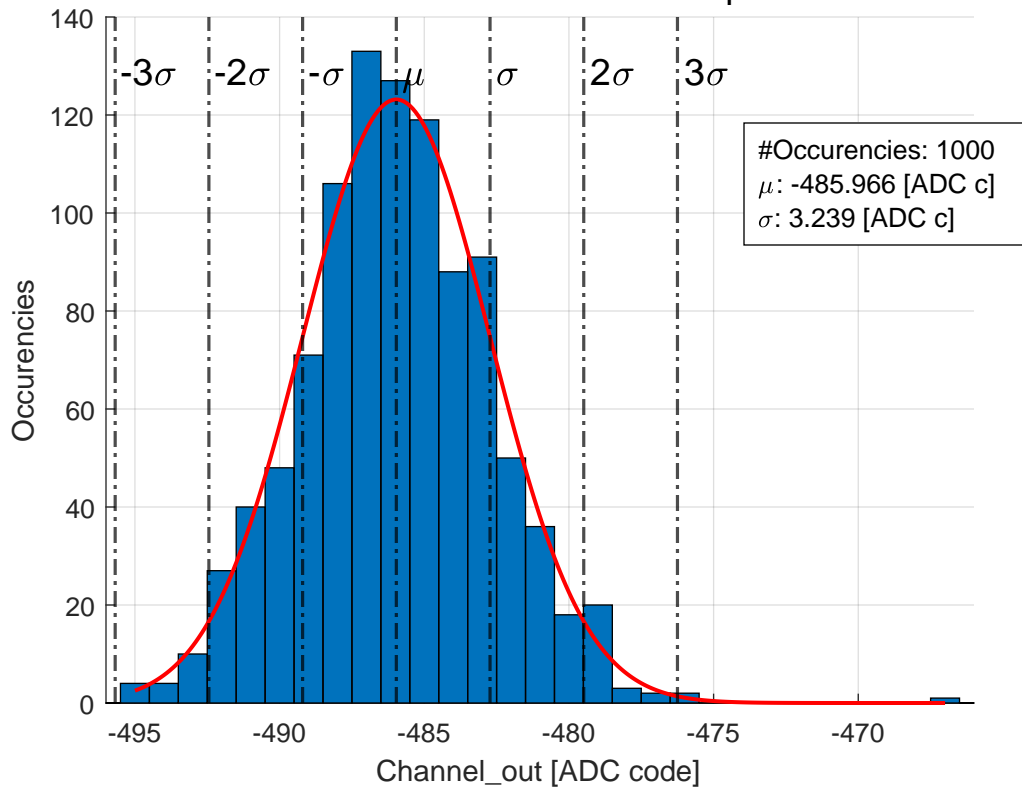 140
120
100
80
60
40
20
0
-3σ
-2σ
-σ
μ
σ
2σ
3σ
#Occurencies: 1000
μ: -485.966 [ADC c]
σ: 3.239 [ADC c]
Occurencies
-495
-490
-485
-480
-475
-470
Channel_out [ADC code]